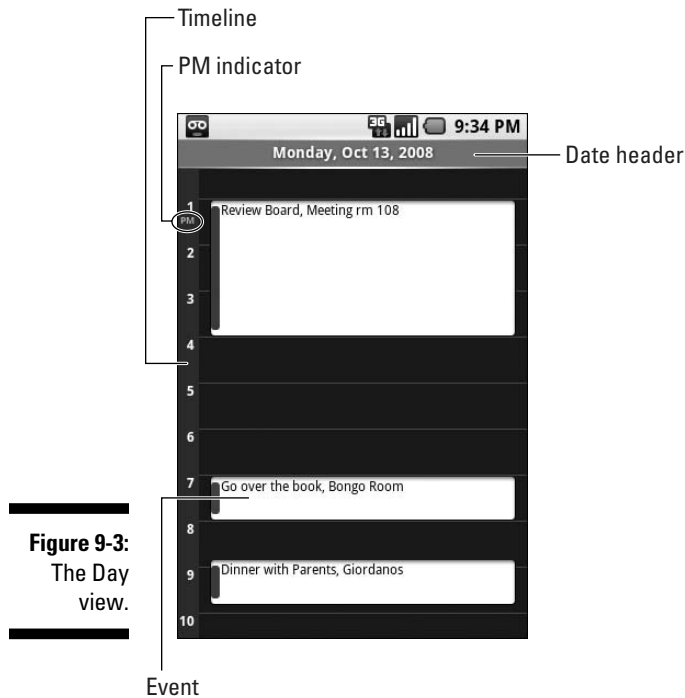 Timeline
PM indicator
3G
9:34 PM
Monday, Oct 13, 2008
Date header
1
PM
Review Board, Meeting rm 108
2
3
4
5
6
7
Go over the book, Bongo Room
8
9
Dinner with Parents, Giordanos
10
Figure 9-3:
The Day
view.
Event